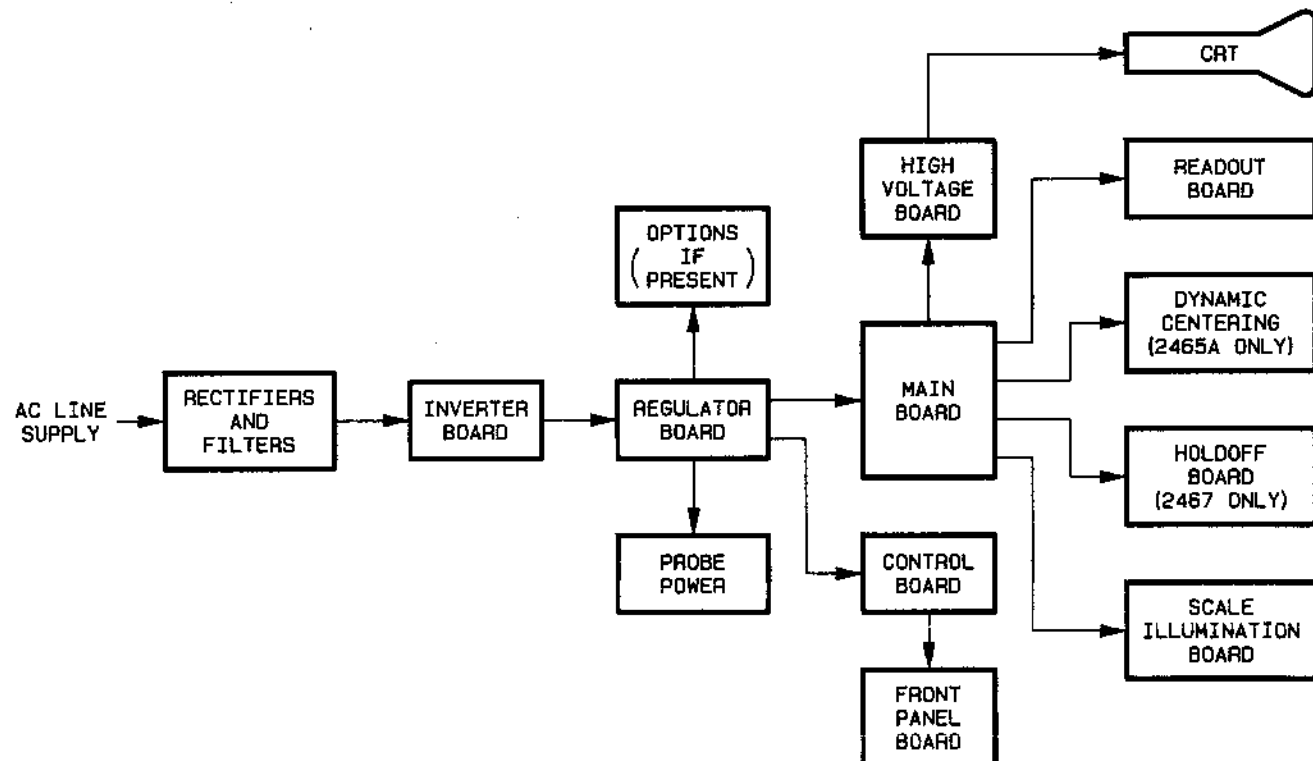 CRT
HIGH
VOLTAGE
BOARD
READOUT
BOARD
OPTIONS
( IF )
PRESENT
DYNAMIC
CENTERING
(2465A ONLY)
AC LINE
SUPPLY
RECTIFIERS
AND
FILTERS
INVERTER
BOARD
REGULATOR
BOARD
MAIN
BOARD
HOLDOFF
BOARD
(2467 ONLY)
PROBE
POWER
CONTROL
BOARD
SCALE
ILLUMINATION
BOARD
FRONT
PANEL
BOARD